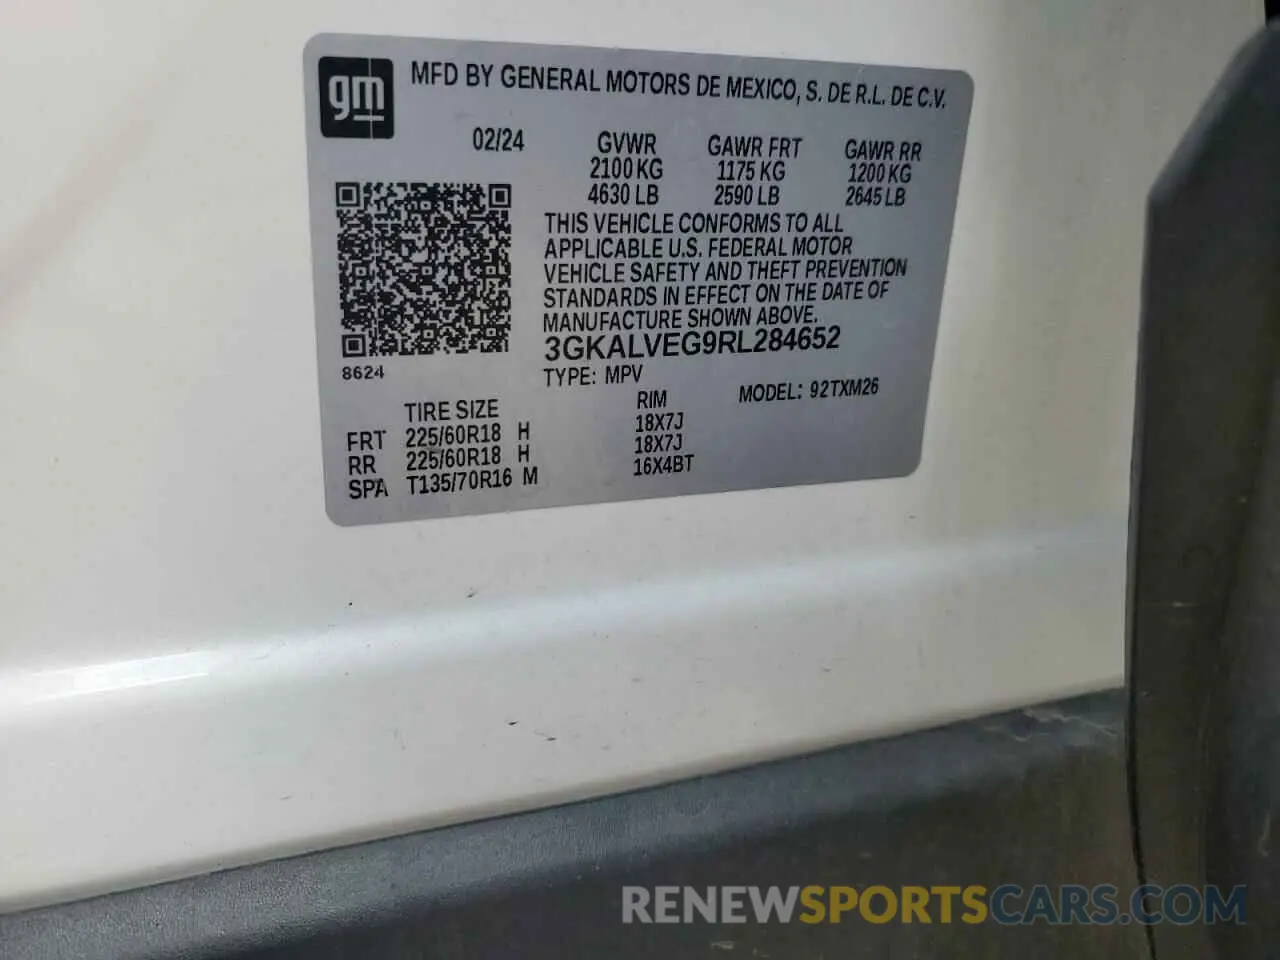 gm
MFD BY GENERAL MOTORS DE MEXICO, S. DE R.L. DE C.V.
02/24
GVWR GAWR FRT GAWR RR
2100 KG 1175 KG 1200 KG
4630 LB 2590 LB 2645 LB
THIS VEHICLE CONFORMS TO ALL
APPLICABLE U.S. FEDERAL MOTOR
VEHICLE SAFETY AND THEFT PREVENTION
STANDARDS IN EFFECT ON THE DATE OF
MANUFACTURE SHOWN ABOVE.
3GKALVEG9RL284652
8624
TYPE: MPV MODEL: 92TXM26
TIRE SIZE RIM
FRT 225/60R18 H 18X7J
RR 225/60R18 H 18X7J
SPA T135/70R16 M 16X4BT
RENEWSPORTSCARS.COM